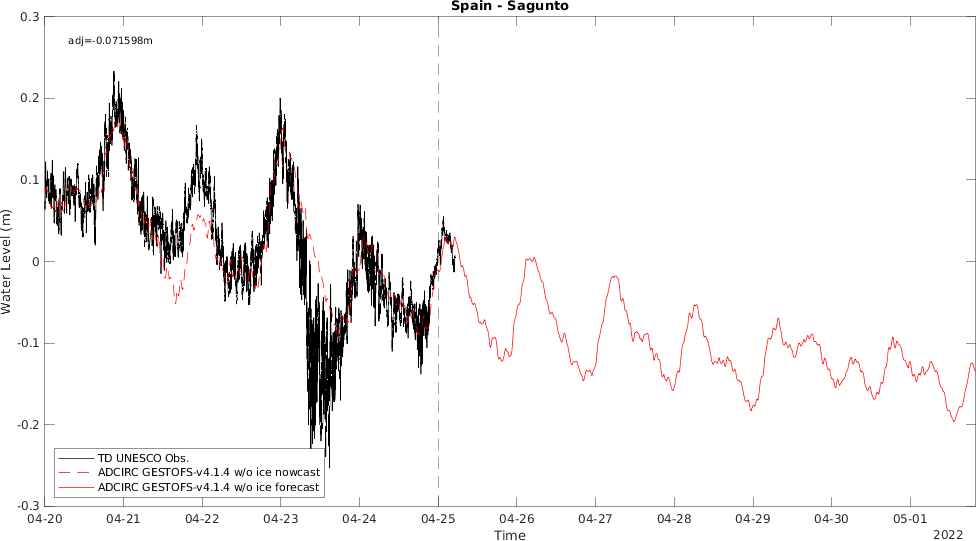 Spain - Sagunto
adj=-0.071598m
0.3
0.2
0.1
0
-0.1
-0.2
-0.3
Water Level (m)
TD UNESCO Obs.
ADCIRC GESTOFS-v4.1.4 w/o ice nowcast
ADCIRC GESTOFS-v4.1.4 w/o ice forecast
04-20 04-21 04-22 04-23 04-24 04-25 04-26 04-27 04-28 04-29 04-30 05-01
Time
2022